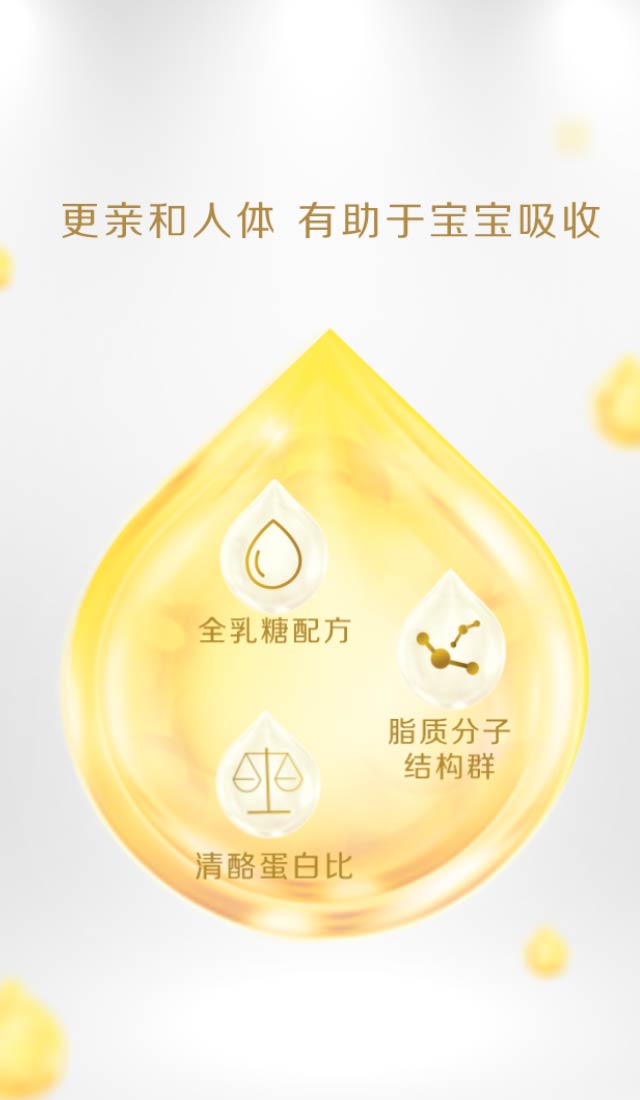 更亲和人体 有助于宝宝吸收
全乳糖配方
脂质分子
结构群
清酪蛋白比